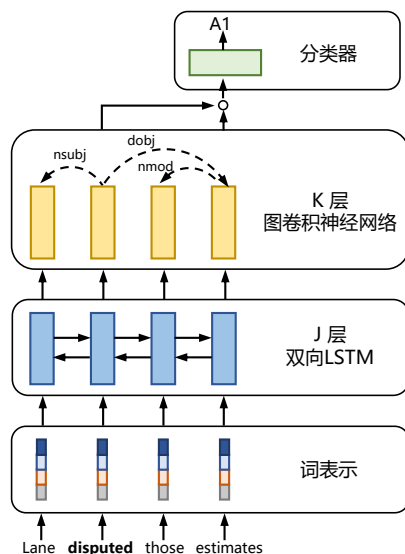 A1
分类器
nsubj
dobj
nmod
K 层
图卷积神经网络
J 层
双向LSTM
词表示
Lane disputed those estimates